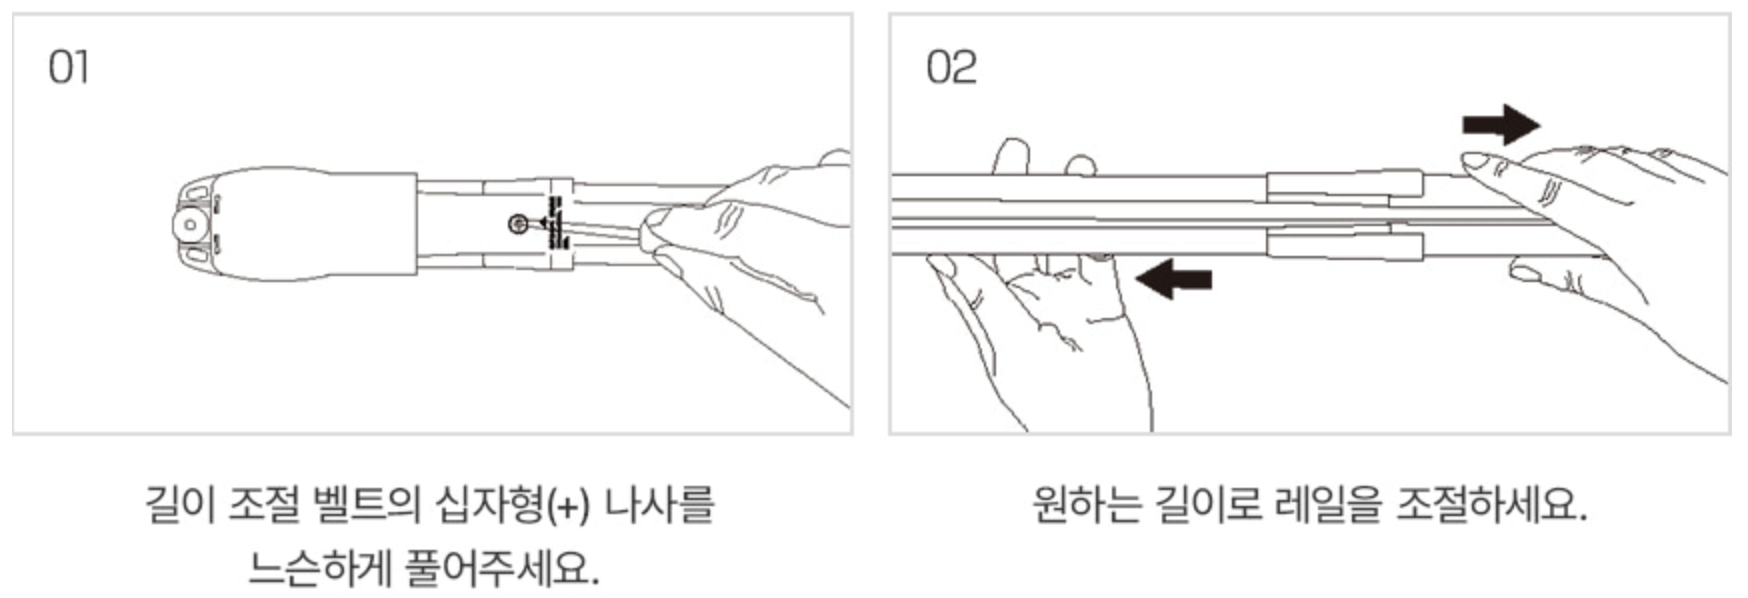 01
02
길이 조절 벨트의 십자형(+) 나사를
느슨하게 풀어주세요.
원하는 길이로 레일을 조절하세요.